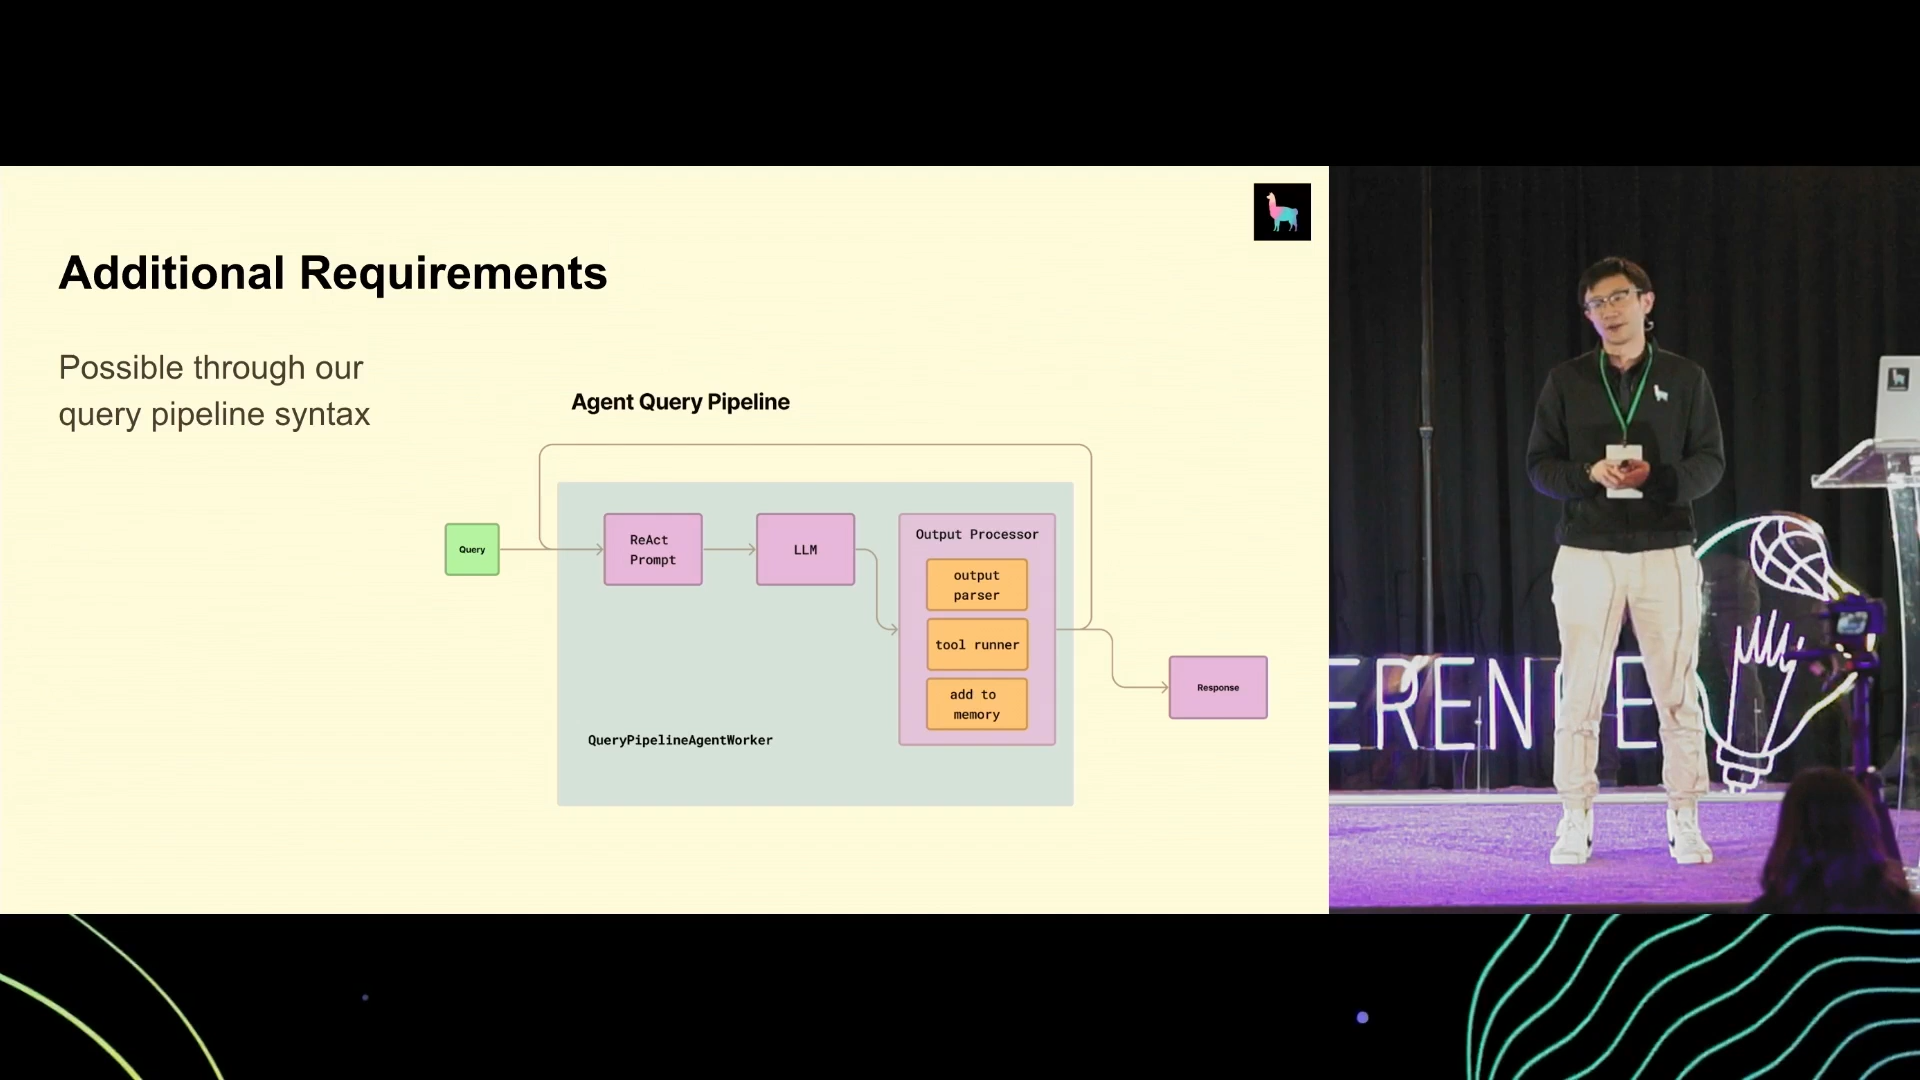 Additional Requirements
Possible through our
query pipeline syntax
Agent Query Pipeline
Query
ReAct
Prompt
LLM
Output Processor
output
parser
tool runner
add to
memory
QueryPipelineAgentWorker
Response
ERENCE